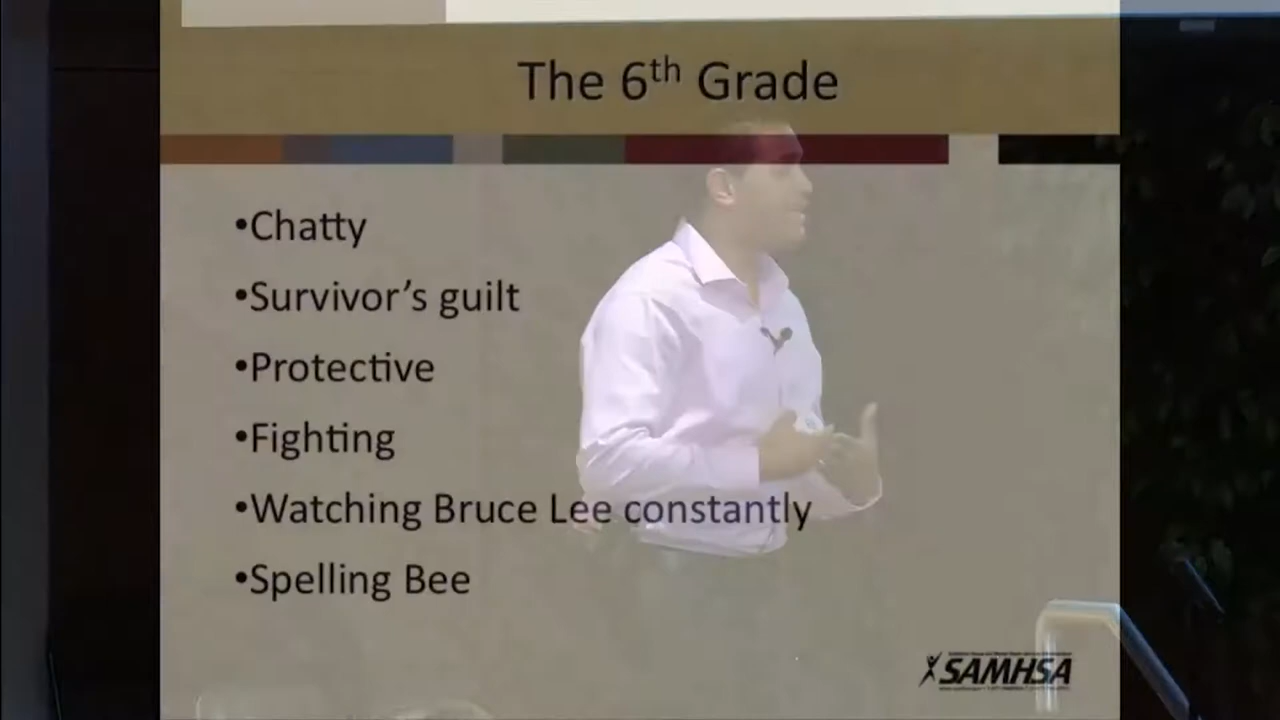 The 6th Grade
•Chatty
•Survivor's guilt
•Protective
•Fighting
•Watching Bruce Lee constantly
•Spelling Bee
SAMHSA